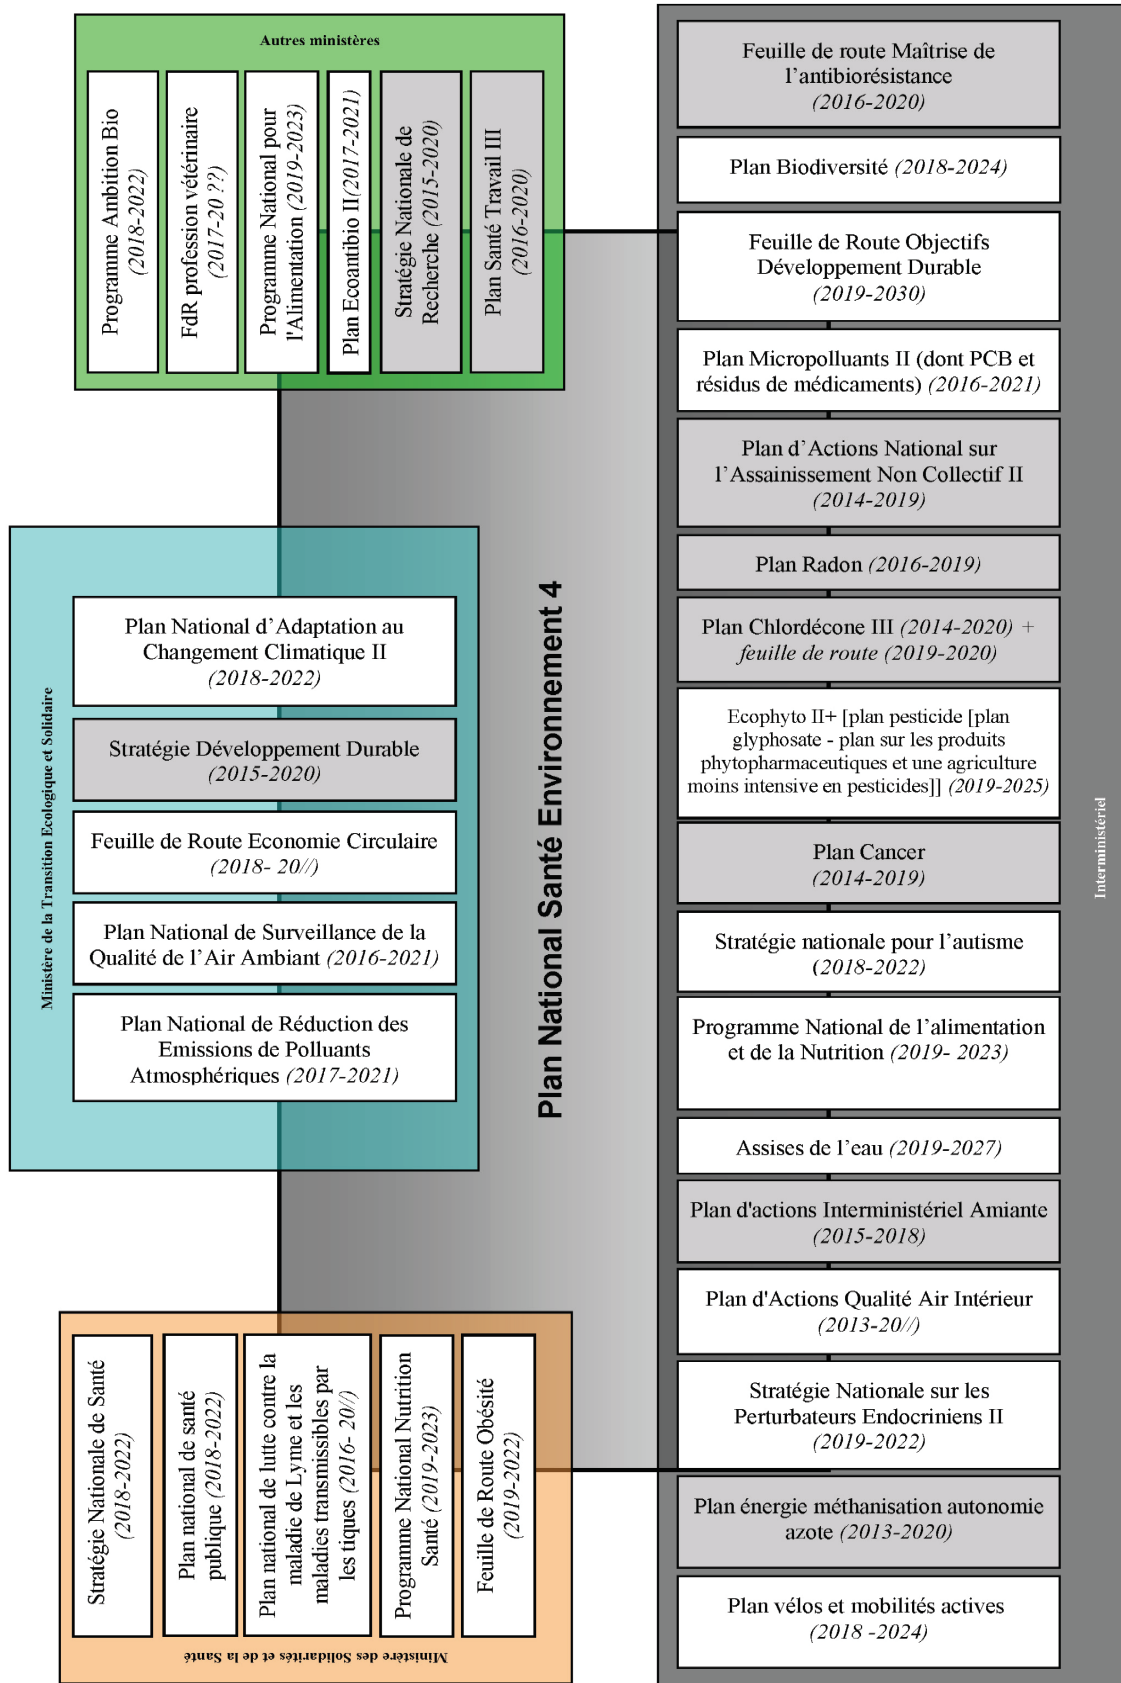 Autres ministères
Programme Ambition Bio
(2018-2022)
FdR profession vétérinaire
(2017-20 ??)
Programme National pour
l'Alimentation (2019-2023)
Plan Ecoantibio II(2017-2021)
Stratégie Nationale de
Recherche (2015-2020)
Plan Santé Travail III
(2016-2020)
Ministère de la Transition Ecologique et Solidaire
Plan National d’Adaptation au
Changement Climatique II
(2018-2022)
Stratégie Développement Durable
(2015-2020)
Feuille de Route Economie Circulaire
(2018- 20//)
Plan National de Surveillance de la
Qualité de l’Air Ambiant (2016-2021)
Plan National de Réduction des
Emissions de Polluants
Atmosphériques (2017-2021)
Ministère des Solidarités et de la Santé
Stratégie Nationale de Santé
(2018-2022)
Plan national de santé
publique (2018-2022)
Plan national de lutte contre la
maladie de Lyme et les
maladies transmissibles par
les tiques (2016- 20//)
Programme National Nutrition
Santé (2019-2023)
Feuille de Route Obésité
(2019-2022)
Plan National Santé Environnement 4
Interministériel
Feuille de route Maîtrise de
l’antibiorésistance
(2016-2020)
Plan Biodiversité (2018-2024)
Feuille de Route Objectifs
Développement Durable
(2019-2030)
Plan Micropolluants II (dont PCB et
résidus de médicaments) (2016-2021)
Plan d’Actions National sur
l’Assainissement Non Collectif II
(2014-2019)
Plan Radon (2016-2019)
Plan Chlordécone III (2014-2020) +
feuille de route (2019-2020)
Ecophyto II+ [plan pesticide [plan
glyphosate - plan sur les produits
phytopharmaceutiques et une agriculture
moins intensive en pesticides]] (2019-2025)
Plan Cancer
(2014-2019)
Stratégie nationale pour l’autisme
(2018-2022)
Programme National de l’alimentation
et de la Nutrition (2019- 2023)
Assises de l’eau (2019-2027)
Plan d'actions Interministériel Amiante
(2015-2018)
Plan d'Actions Qualité Air Intérieur
(2013-20//)
Stratégie Nationale sur les
Perturbateurs Endocriniens II
(2019-2022)
Plan énergie méthanisation autonomie
azote (2013-2020)
Plan vélos et mobilités actives
(2018 -2024)